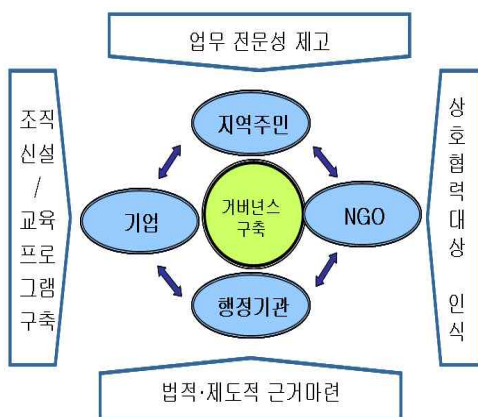 업무 전문성 제고
조직
신설
/
교육
프로
그램
구축
지역주민
기업
거버넌스
구축
NGO
행정기관
상
호
협
력
대
상
인
식
법적·제도적 근거마련